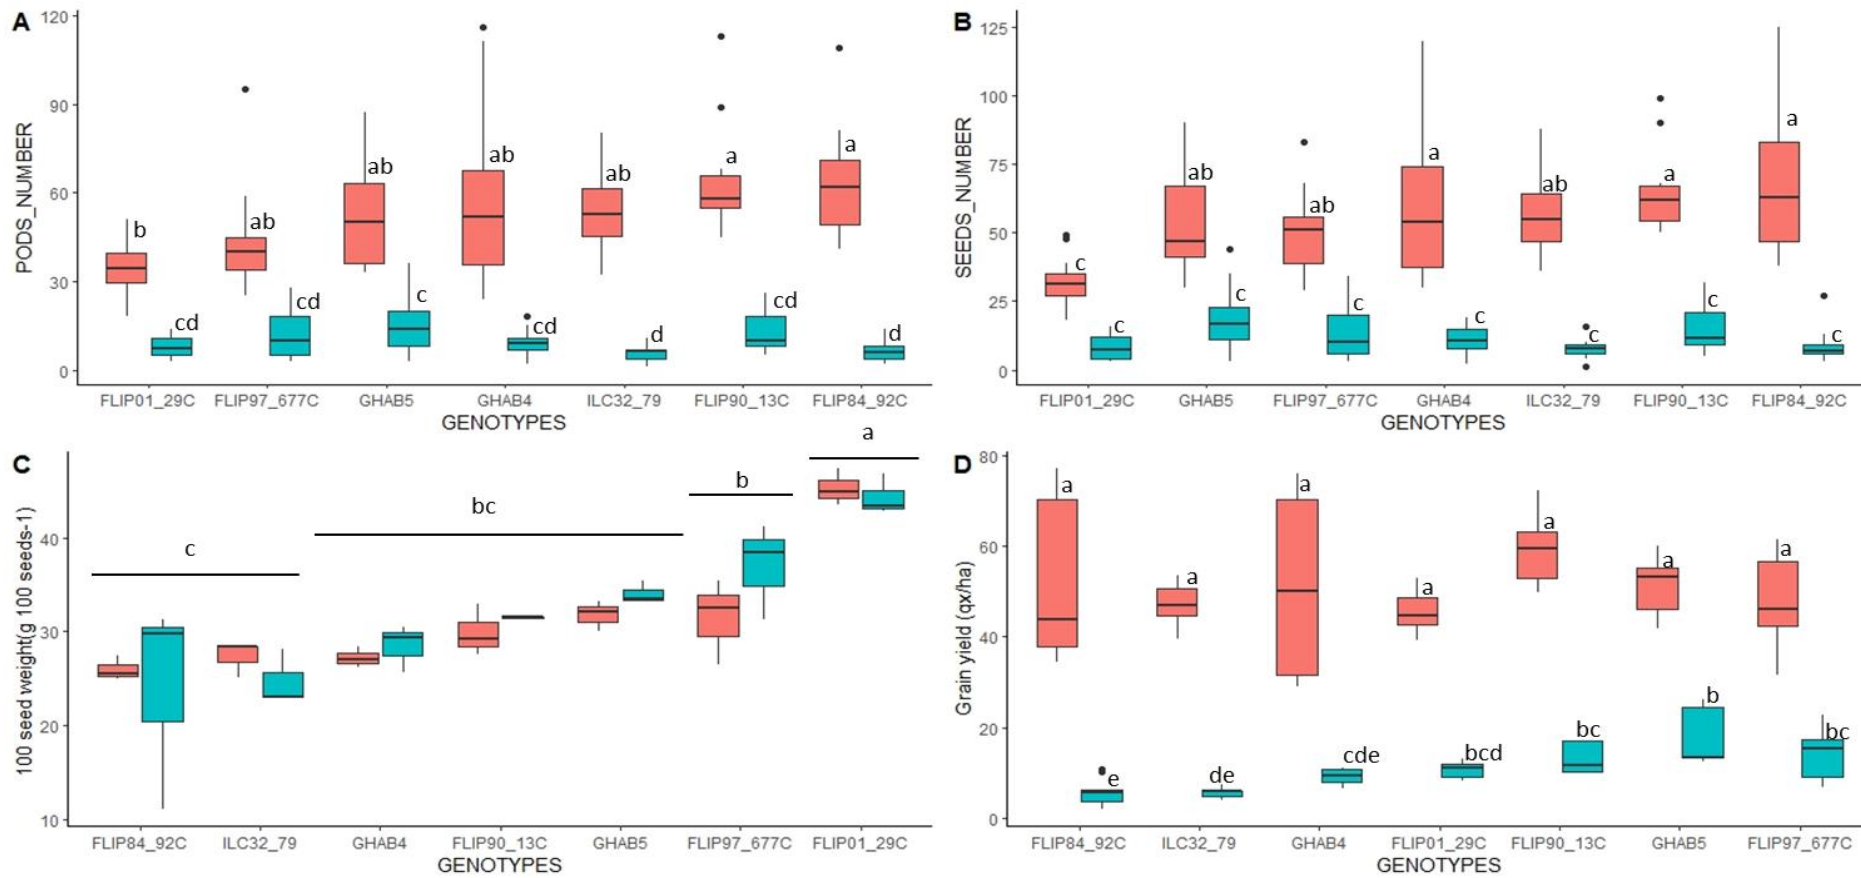 A
PODS_NUMBER
120
90
60
30
0
b
cd
ab
cd
ab
c
ab
cd
ab
d
a
cd
a
d
FLIP01_29C FLIP97_677C GHAB5 GHAB4 ILC32_79 FLIP90_13C FLIP84_92C
GENOTYPES
B
SEEDS_NUMBER
125
100
75
50
25
0
c
c
ab
c
ab
c
a
c
ab
c
a
c
a
c
FLIP01_29C GHAB5 FLIP97_677C GHAB4 ILC32_79 FLIP90_13C FLIP84_92C
GENOTYPES
C
100 seed weight(g 100 seeds-1)
40
30
20
10
c
bc
b
a
FLIP84_92C ILC32_79 GHAB4 FLIP90_13C GHAB5 FLIP97_677C FLIP01_29C
GENOTYPES
D
Grain yield (qx/ha)
80
60
40
20
0
a
e
a
de
a
cde
a
bcd
a
bc
a
b
a
bc
FLIP84_92C ILC32_79 GHAB4 FLIP01_29C FLIP90_13C GHAB5 FLIP97_677C
GENOTYPES